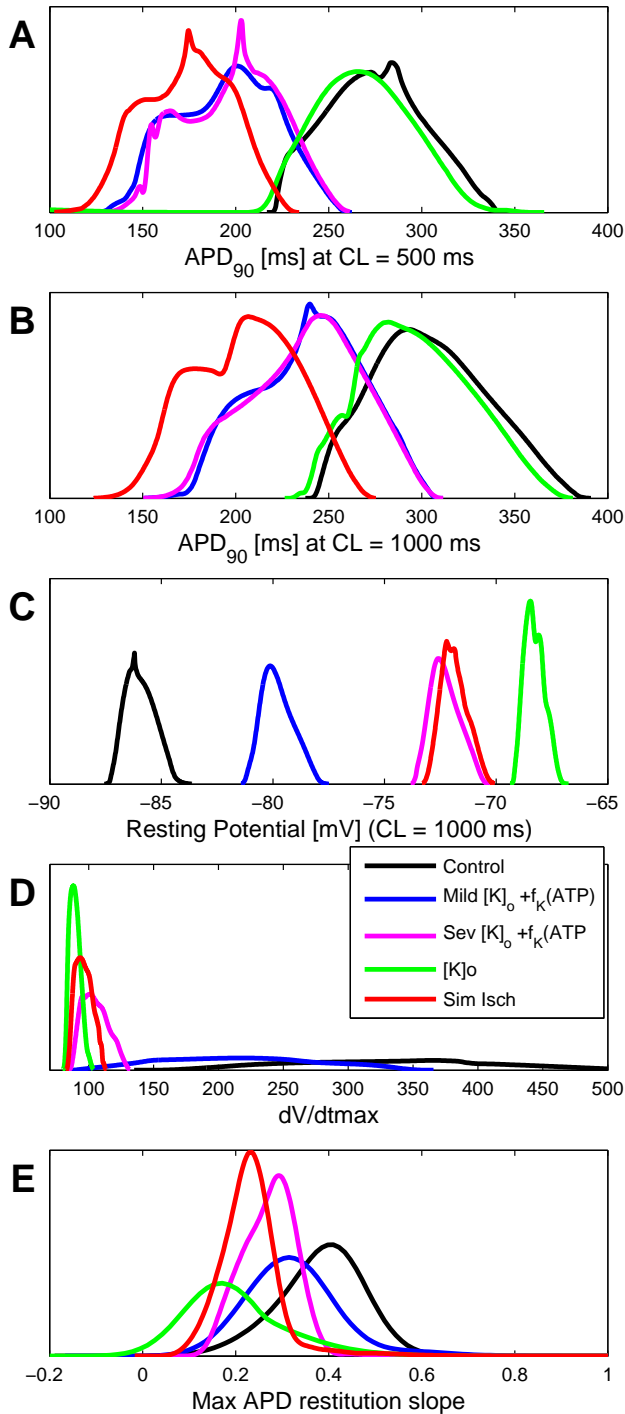 A
100 150 200 250 300 350 400
APD90 [ms] at CL = 500 ms
B
100 150 200 250 300 350 400
APD90 [ms] at CL = 1000 ms
C
−90 −85 −80 −75 −70 −65
Resting Potential [mV] (CL = 1000 ms)
D
Control
Mild [K]o +fK(ATP)
Sev [K]o +fK(ATP
[K]o
Sim Isch
100 150 200 250 300 350 400 450 500
dV/dtmax
E
−0.2 0 0.2 0.4 0.6 0.8 1
Max APD restitution slope